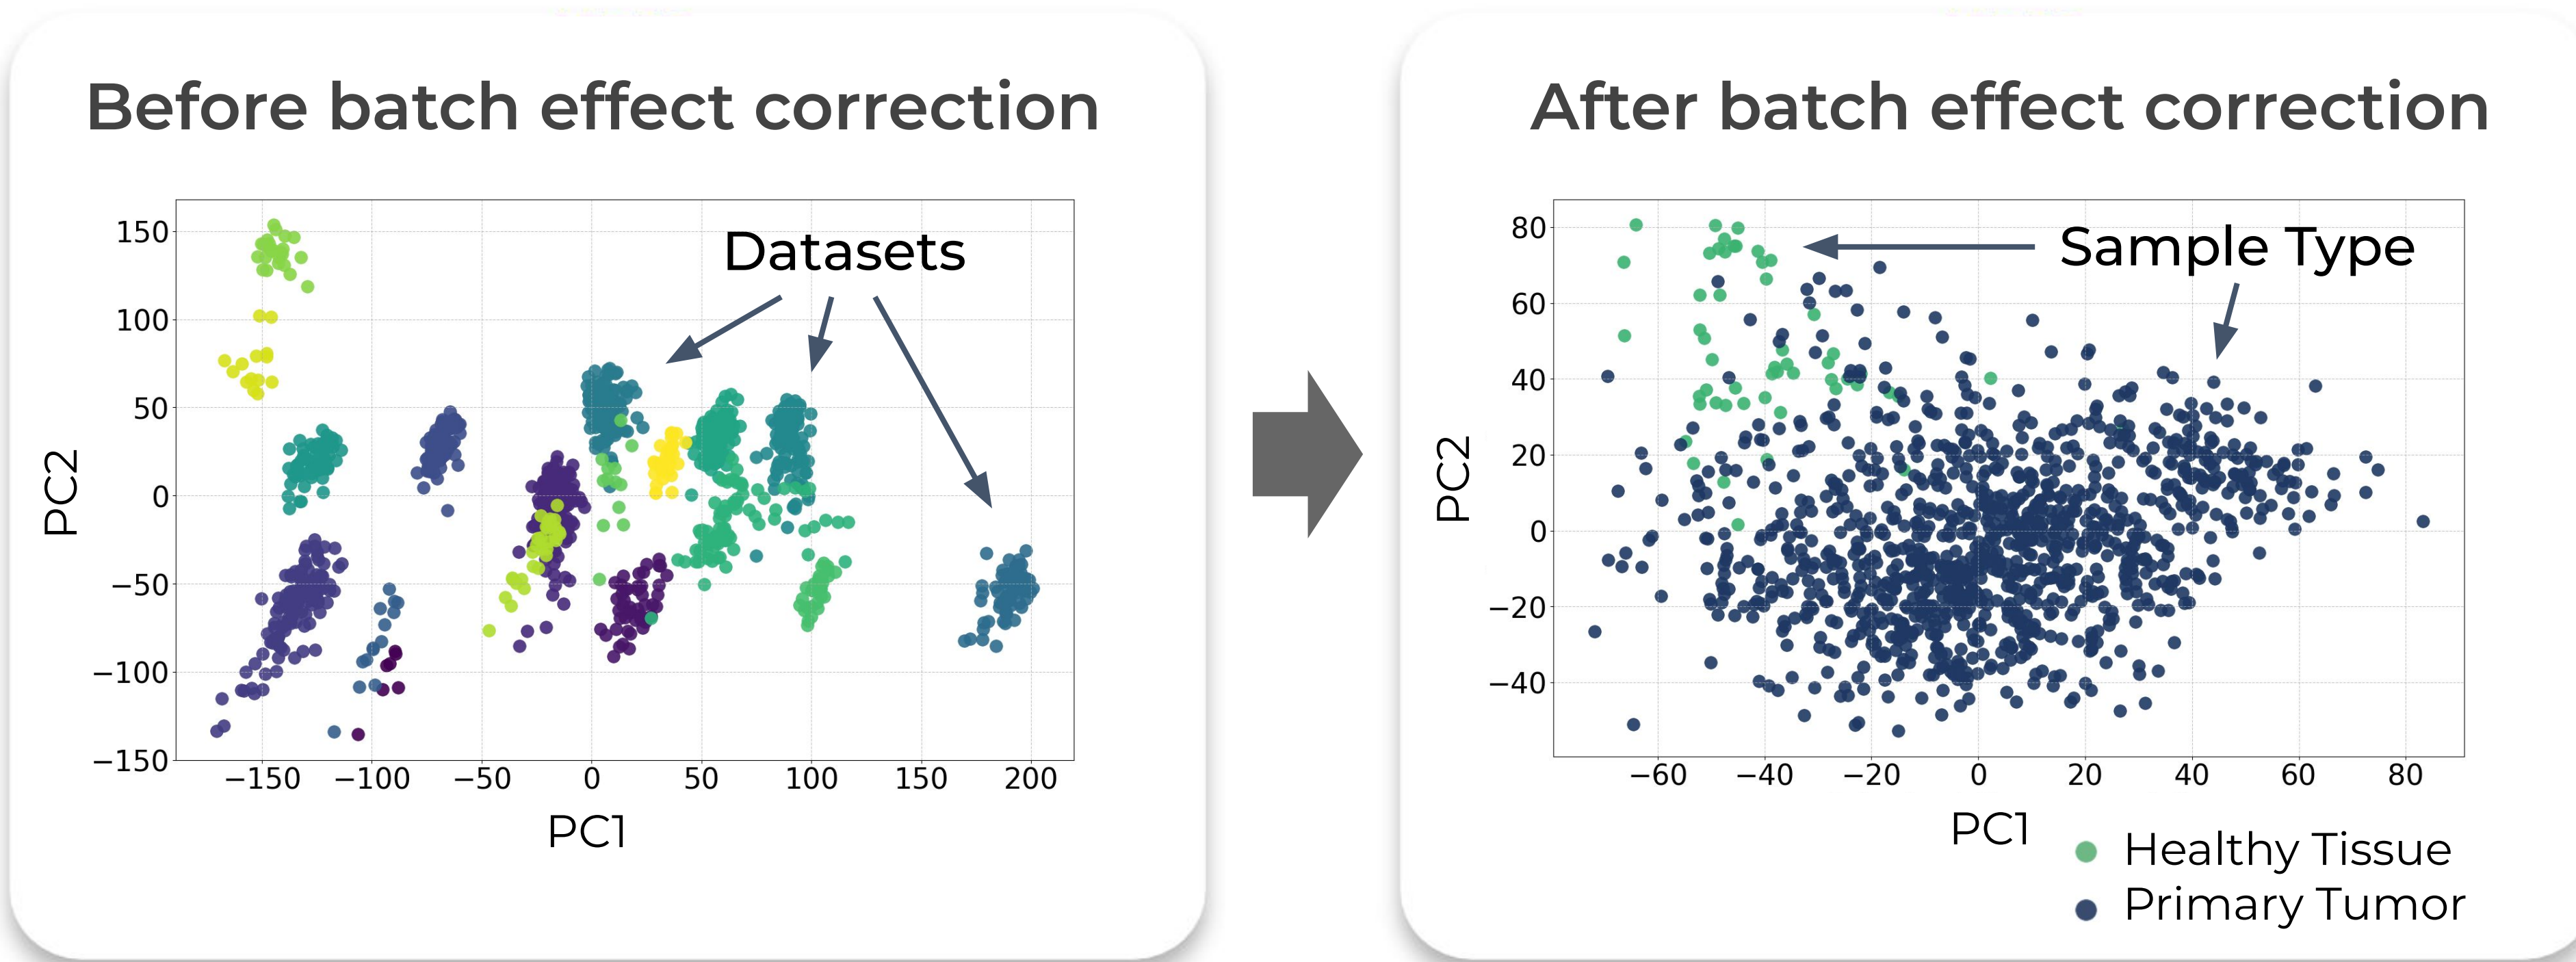 Before batch effect correction
Datasets
150
100
50
0
−50
−100
−150
PC2
−150 −100 −50 0 50 100 150 200
PC1
After batch effect correction
Sample Type
80
60
40
20
0
−20
−40
PC2
−60 −40 −20 0 20 40 60 80
PC1
Healthy Tissue
Primary Tumor